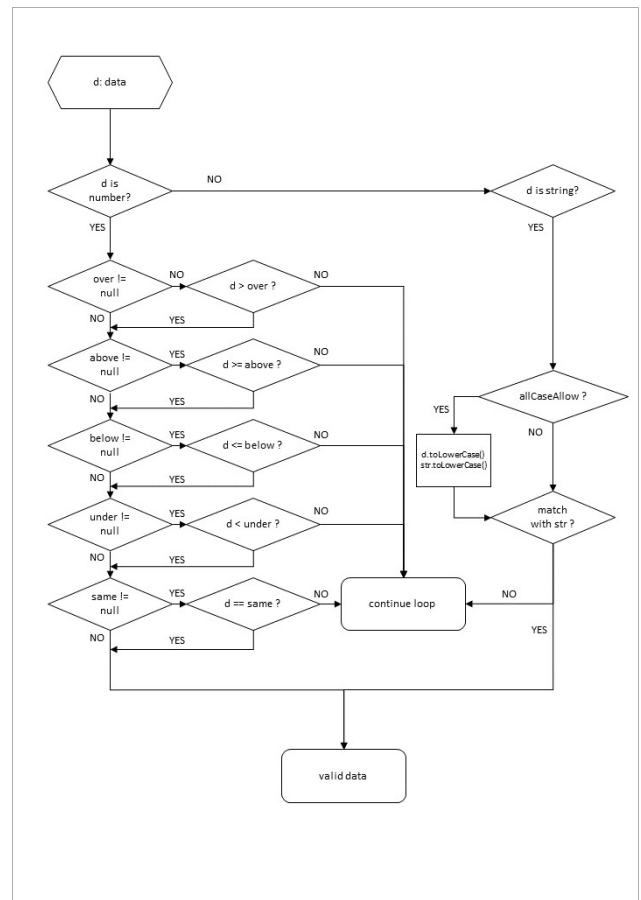 d: data
d is
number?
NO
d is string?
YES
YES
over !=
null
NO
d > over ?
NO
NO
YES
above !=
null
YES
d >= above ?
NO
NO
YES
allCaseAllow ?
YES
NO
below !=
null
YES
d <= below ?
NO
d.toLowerCase()
str.toLowerCase()
NO
YES
under !=
null
YES
d < under ?
NO
match
with str ?
NO
YES
same !=
null
YES
d == same ?
NO
continue loop
NO
NO
YES
YES
valid data